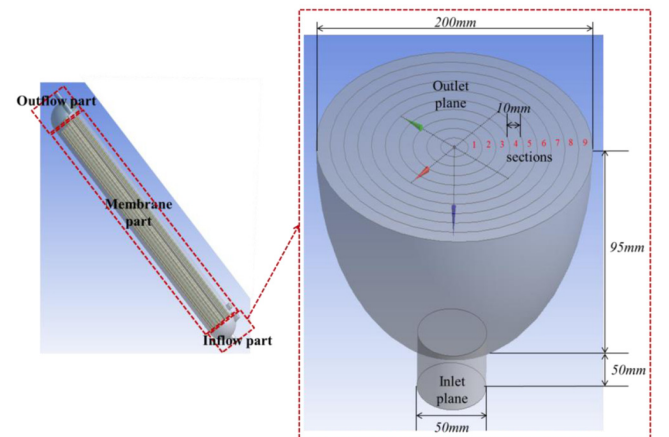 Outflow part
Membrane
part
Inflow part
200mm
Outlet
plane
10mm
1 2 3 4 5 6 7 8 9
sections
95mm
50mm
Inlet
plane
50mm